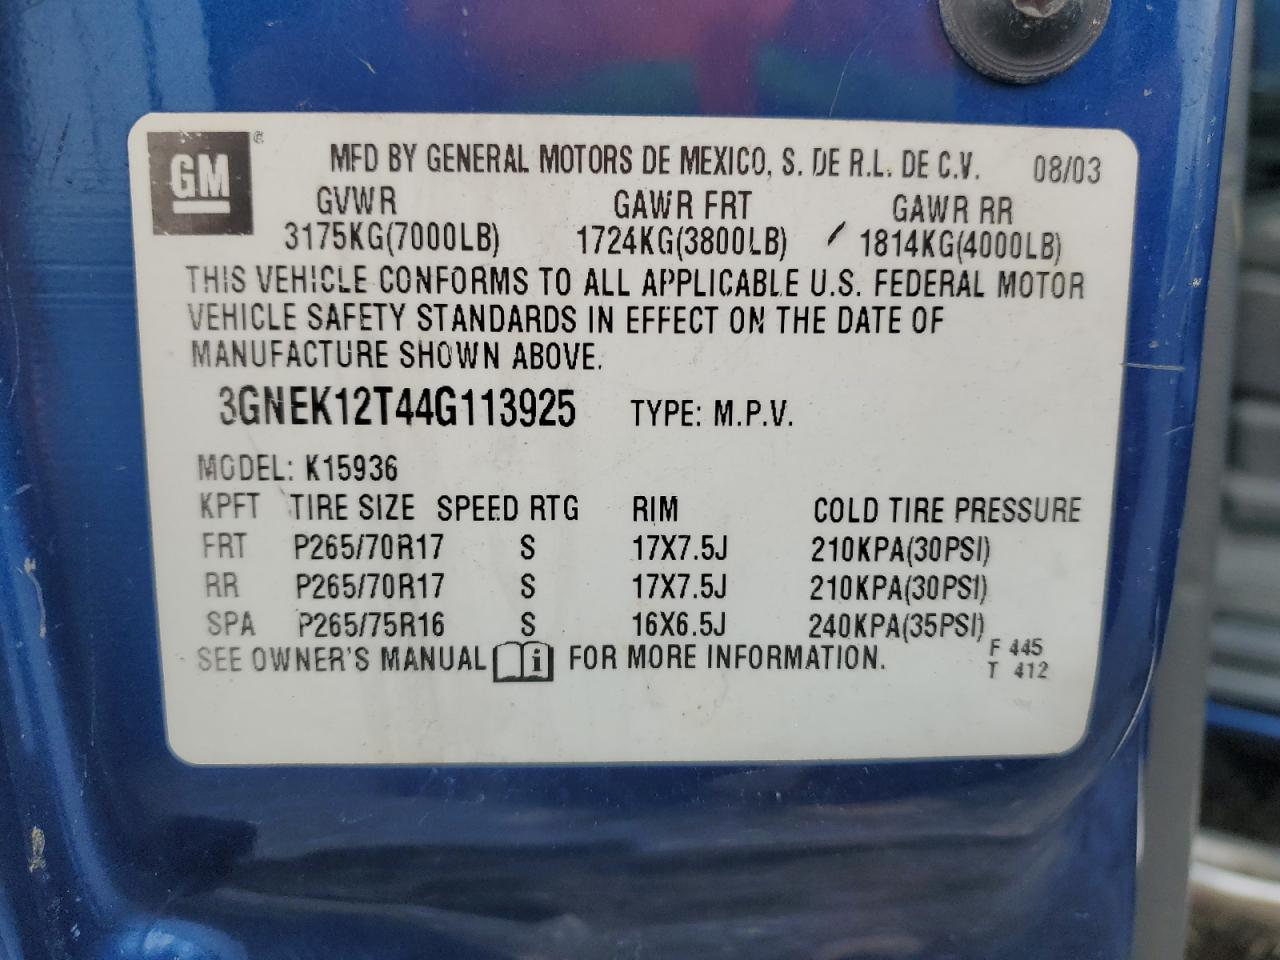 GM ®
MFD BY GENERAL MOTORS DE MEXICO, S. DE R.L. DE C.V. 08/03
GVWR GAWR FRT GAWR RR
3175KG(7000LB) 1724KG(3800LB) 1814KG(4000LB)
THIS VEHICLE CONFORMS TO ALL APPLICABLE U.S. FEDERAL MOTOR
VEHICLE SAFETY STANDARDS IN EFFECT ON THE DATE OF
MANUFACTURE SHOWN ABOVE.
3GNEK12T44G113925 TYPE: M.P.V.
MODEL: K15936
KPFT TIRE SIZE SPEED RTG RIM COLD TIRE PRESSURE
FRT P265/70R17 S 17X7.5J 210KPA(30PSI)
RR P265/70R17 S 17X7.5J 210KPA(30PSI)
SPA P265/75R16 S 16X6.5J 240KPA(35PSI)
SEE OWNER'S MANUAL i FOR MORE INFORMATION.
F 445
T 412